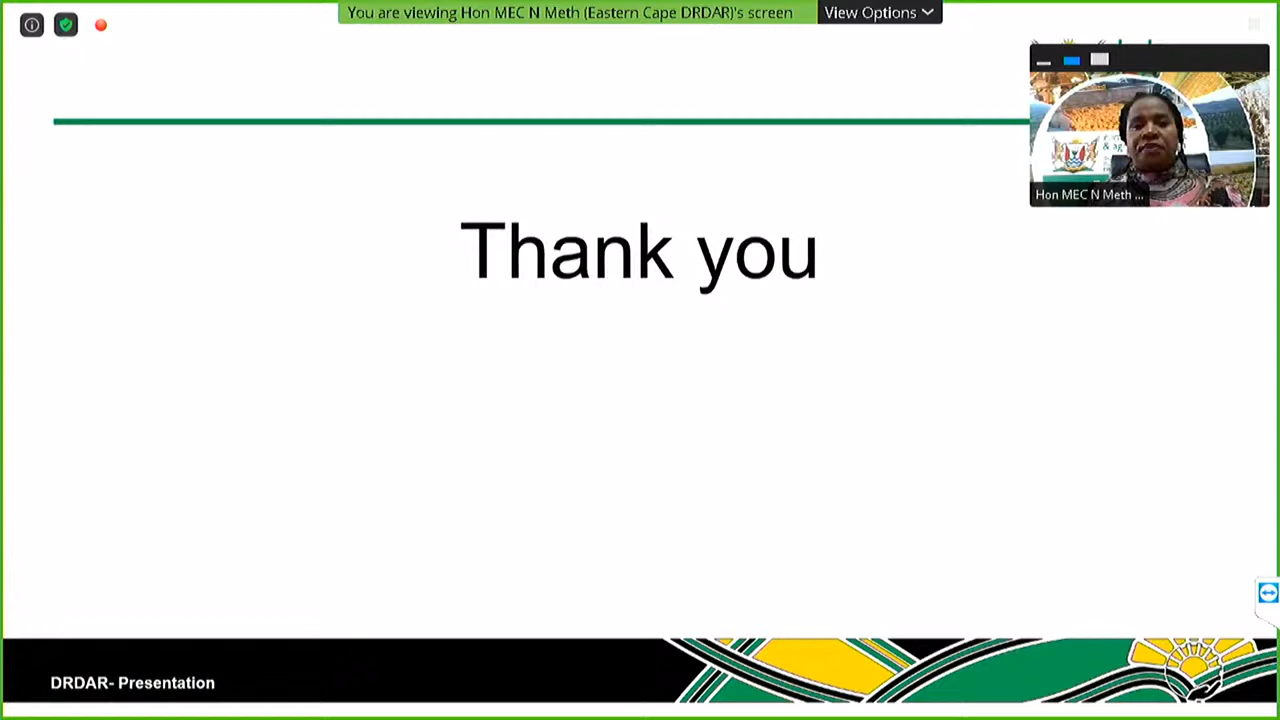 You are viewing Hon MEC N Meth (Eastern Cape DRDAR)'s screen
View Options
Hon MEC N Meth ...
Thank you
DRDAR- Presentation